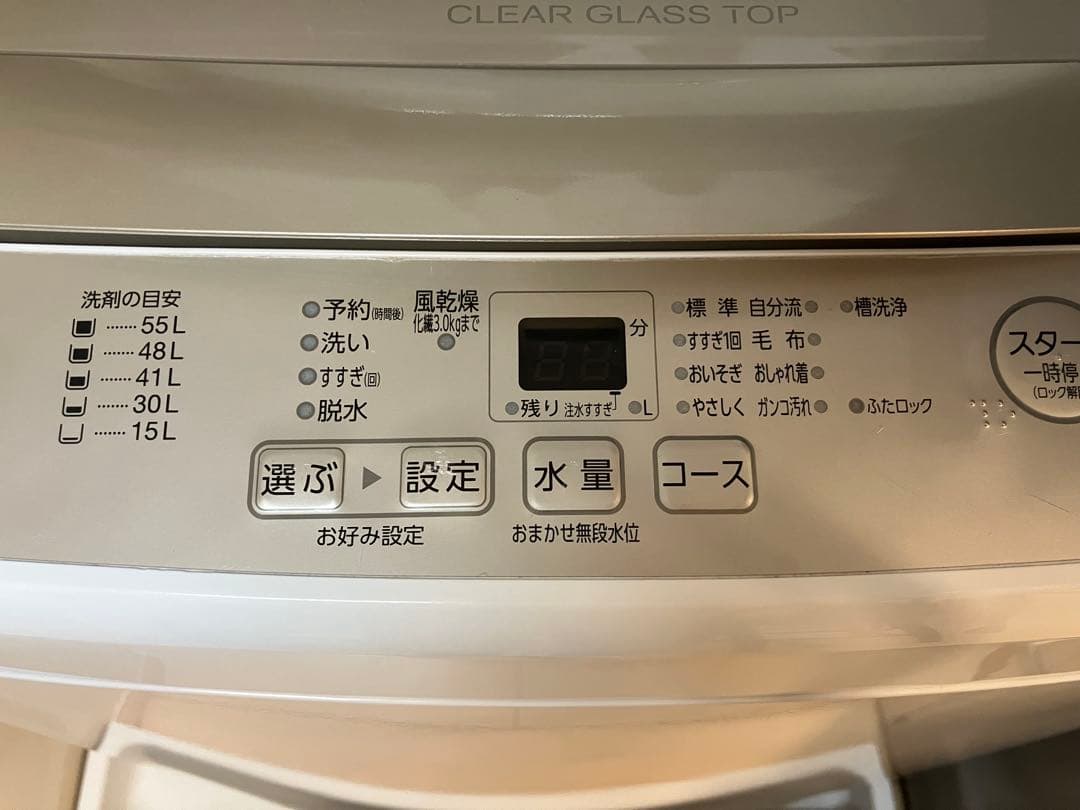 CLEAR GLASS TOP
洗剤の目安
55L
48L
41L
30L
15L
予約(時間後)
洗い
すすぎ(回)
脱水
風乾燥
化繊3.0kgまで
分
残り 注水すすぎ L
標準 自分流 槽洗浄
すすぎ1回 毛布
おいそぎ おしゃれ着
やさしく ガンコ汚れ ふたロック
スター
一時停
(ロック解
選ぶ ▶ 設定
お好み設定
水量
おまかせ無段水位
コース